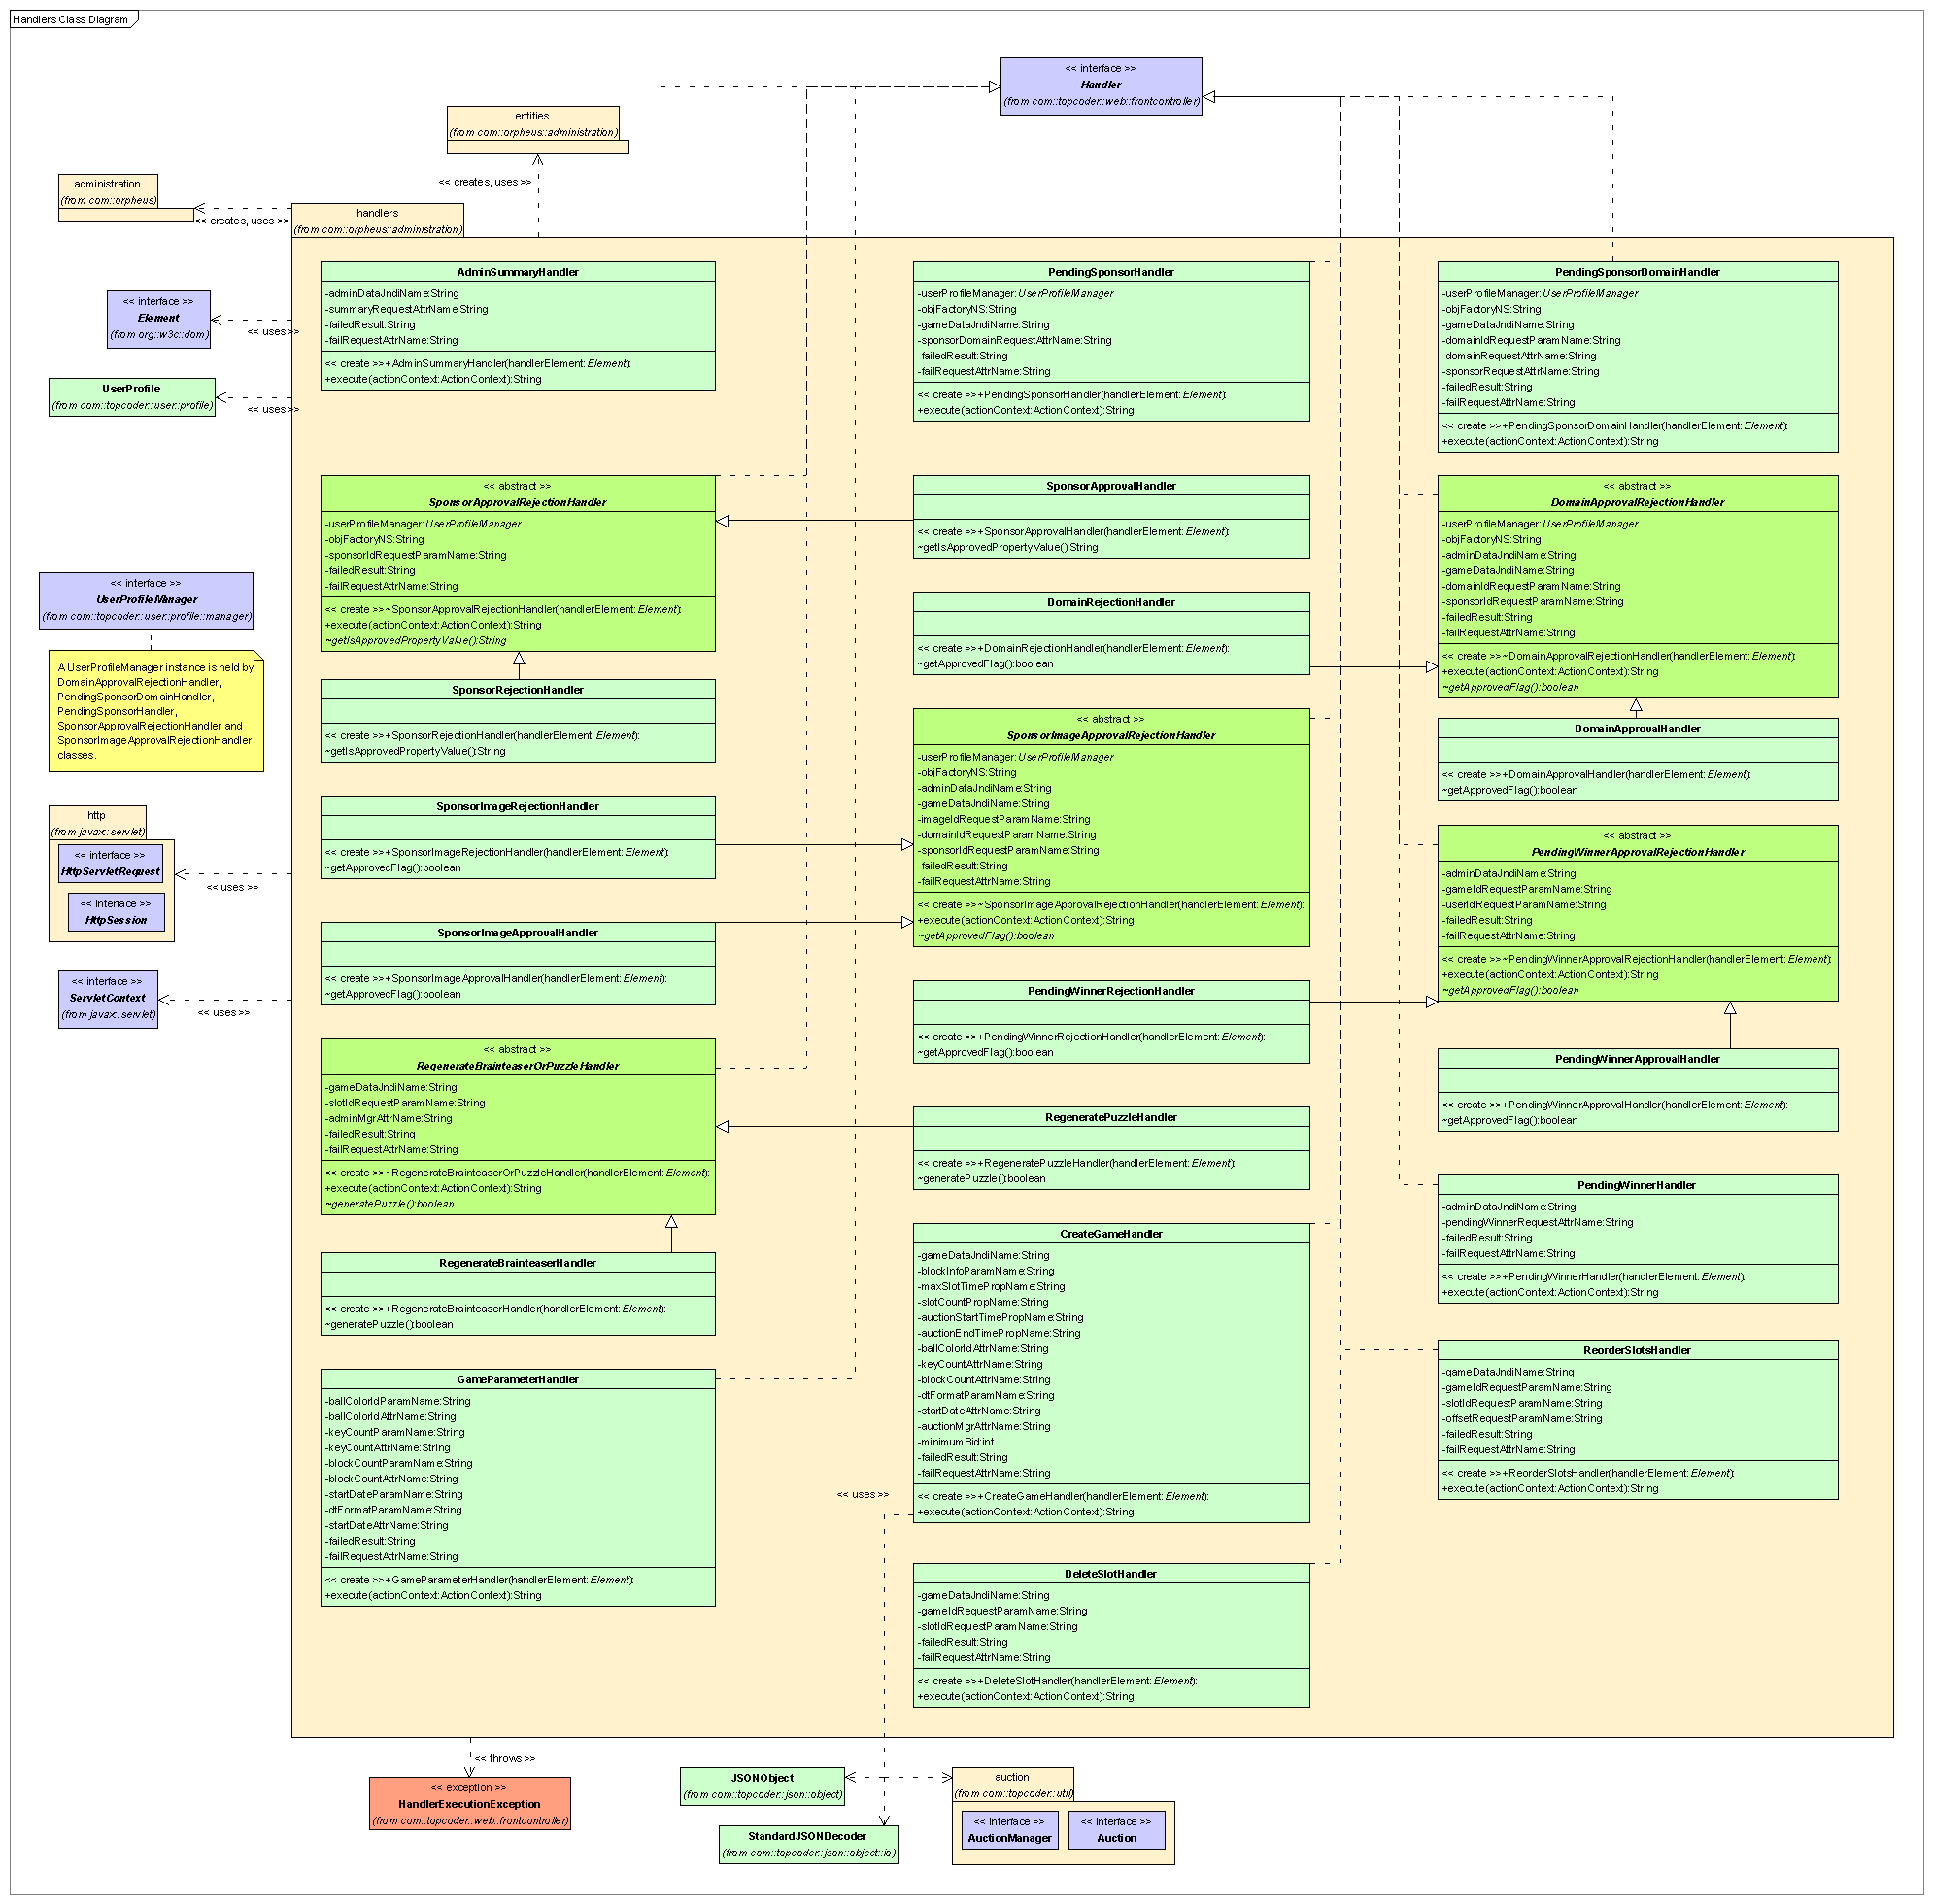 Handlers Class Diagram
<< interface >>
Handler
(from com::topcoder::web::frontcontroller)
entities
(from com::orpheus::administration)
<< creates, uses >>
administration
(from com::orpheus)
<< creates, uses >>
handlers
(from com::orpheus::administration)
<< interface >>
Element
(from org::w3c::dom)
<< uses >>
UserProfile
(from com::topcoder::user::profile)
<< uses >>
<< interface >>
UserProfileManager
(from com::topcoder::user::profile::manager)
A UserProfileManager instance is held by
DomainApprovalRejectionHandler,
PendingSponsorDomainHandler,
PendingSponsorHandler,
SponsorApprovalRejectionHandler and
SponsorImageApprovalRejectionHandler
classes.
http
(from javax::servlet)
<< interface >>
HttpServletRequest
<< interface >>
HttpSession
<< uses >>
<< interface >>
ServletContext
(from javax::servlet)
<< uses >>
AdminSummaryHandler
-adminDataJndiName:String
-summaryRequestAttrName:String
-failedResult:String
-failRequestAttrName:String
<< create >>+AdminSummaryHandler(handlerElement:Element):
+execute(actionContext:ActionContext):String
<< abstract >>
SponsorApprovalRejectionHandler
-userProfileManager:UserProfileManager
-objFactoryNS:String
-sponsorIdRequestParamName:String
-failedResult:String
-failRequestAttrName:String
<< create >>~SponsorApprovalRejectionHandler(handlerElement:Element):
+execute(actionContext:ActionContext):String
~getIsApprovedPropertyValue():String
SponsorRejectionHandler
<< create >>+SponsorRejectionHandler(handlerElement:Element):
~getIsApprovedPropertyValue():String
SponsorImageRejectionHandler
<< create >>+SponsorImageRejectionHandler(handlerElement:Element):
~getApprovedFlag():boolean
SponsorImageApprovalHandler
<< create >>+SponsorImageApprovalHandler(handlerElement:Element):
~getApprovedFlag():boolean
<< abstract >>
RegenerateBrainteaserOrPuzzleHandler
-gameDataJndiName:String
-slotIdRequestParamName:String
-adminMgrAttrName:String
-failedResult:String
-failRequestAttrName:String
<< create >>~RegenerateBrainteaserOrPuzzleHandler(handlerElement:Element):
+execute(actionContext:ActionContext):String
~generatePuzzle():boolean
RegenerateBrainteaserHandler
<< create >>+RegenerateBrainteaserHandler(handlerElement:Element):
~generatePuzzle():boolean
GameParameterHandler
-ballColorIdParamName:String
-ballColorIdAttrName:String
-keyCountParamName:String
-keyCountAttrName:String
-blockCountParamName:String
-blockCountAttrName:String
-startDateParamName:String
-dtFormatParamName:String
-startDateAttrName:String
-failedResult:String
-failRequestAttrName:String
<< create >>+GameParameterHandler(handlerElement:Element):
+execute(actionContext:ActionContext):String
PendingSponsorHandler
-userProfileManager:UserProfileManager
-objFactoryNS:String
-gameDataJndiName:String
-sponsorDomainRequestAttrName:String
-failedResult:String
-failRequestAttrName:String
<< create >>+PendingSponsorHandler(handlerElement:Element):
+execute(actionContext:ActionContext):String
SponsorApprovalHandler
<< create >>+SponsorApprovalHandler(handlerElement:Element):
~getIsApprovedPropertyValue():String
DomainRejectionHandler
<< create >>+DomainRejectionHandler(handlerElement:Element):
~getApprovedFlag():boolean
<< abstract >>
SponsorImageApprovalRejectionHandler
-userProfileManager:UserProfileManager
-objFactoryNS:String
-adminDataJndiName:String
-gameDataJndiName:String
-imageIdRequestParamName:String
-domainIdRequestParamName:String
-sponsorIdRequestParamName:String
-failedResult:String
-failRequestAttrName:String
<< create >>~SponsorImageApprovalRejectionHandler(handlerElement:Element):
+execute(actionContext:ActionContext):String
~getApprovedFlag():boolean
PendingWinnerRejectionHandler
<< create >>+PendingWinnerRejectionHandler(handlerElement:Element):
~getApprovedFlag():boolean
RegeneratePuzzleHandler
<< create >>+RegeneratePuzzleHandler(handlerElement:Element):
~generatePuzzle():boolean
CreateGameHandler
-gameDataJndiName:String
-blockInfoParamName:String
-maxSlotTimePropName:String
-slotCountPropName:String
-auctionStartTimePropName:String
-auctionEndTimePropName:String
-ballColorIdAttrName:String
-keyCountAttrName:String
-blockCountAttrName:String
-dtFormatParamName:String
-startDateAttrName:String
-auctionMgrAttrName:String
-minimumBid:int
-failedResult:String
-failRequestAttrName:String
<< create >>+CreateGameHandler(handlerElement:Element):
+execute(actionContext:ActionContext):String
<< uses >>
DeleteSlotHandler
-gameDataJndiName:String
-gameIdRequestParamName:String
-slotIdRequestParamName:String
-failedResult:String
-failRequestAttrName:String
<< create >>+DeleteSlotHandler(handlerElement:Element):
+execute(actionContext:ActionContext):String
PendingSponsorDomainHandler
-userProfileManager:UserProfileManager
-objFactoryNS:String
-gameDataJndiName:String
-domainIdRequestParamName:String
-domainRequestAttrName:String
-sponsorRequestAttrName:String
-failedResult:String
-failRequestAttrName:String
<< create >>+PendingSponsorDomainHandler(handlerElement:Element):
+execute(actionContext:ActionContext):String
<< abstract >>
DomainApprovalRejectionHandler
-userProfileManager:UserProfileManager
-objFactoryNS:String
-adminDataJndiName:String
-gameDataJndiName:String
-domainIdRequestParamName:String
-sponsorIdRequestParamName:String
-failedResult:String
-failRequestAttrName:String
<< create >>~DomainApprovalRejectionHandler(handlerElement:Element):
+execute(actionContext:ActionContext):String
~getApprovedFlag():boolean
DomainApprovalHandler
<< create >>+DomainApprovalHandler(handlerElement:Element):
~getApprovedFlag():boolean
<< abstract >>
PendingWinnerApprovalRejectionHandler
-adminDataJndiName:String
-gameIdRequestParamName:String
-userIdRequestParamName:String
-failedResult:String
-failRequestAttrName:String
<< create >>~PendingWinnerApprovalRejectionHandler(handlerElement:Element):
+execute(actionContext:ActionContext):String
~getApprovedFlag():boolean
PendingWinnerApprovalHandler
<< create >>+PendingWinnerApprovalHandler(handlerElement:Element):
~getApprovedFlag():boolean
PendingWinnerHandler
-adminDataJndiName:String
-pendingWinnerRequestAttrName:String
-failedResult:String
-failRequestAttrName:String
<< create >>+PendingWinnerHandler(handlerElement:Element):
+execute(actionContext:ActionContext):String
ReorderSlotsHandler
-gameDataJndiName:String
-gameIdRequestParamName:String
-slotIdRequestParamName:String
-offsetRequestParamName:String
-failedResult:String
-failRequestAttrName:String
<< create >>+ReorderSlotsHandler(handlerElement:Element):
+execute(actionContext:ActionContext):String
<< throws >>
<< exception >>
HandlerExecutionException
(from com::topcoder::web::frontcontroller)
JSONObject
(from com::topcoder::json::object)
StandardJSONDecoder
(from com::topcoder::json::object::io)
auction
(from com::topcoder::util)
<< interface >>
AuctionManager
<< interface >>
Auction